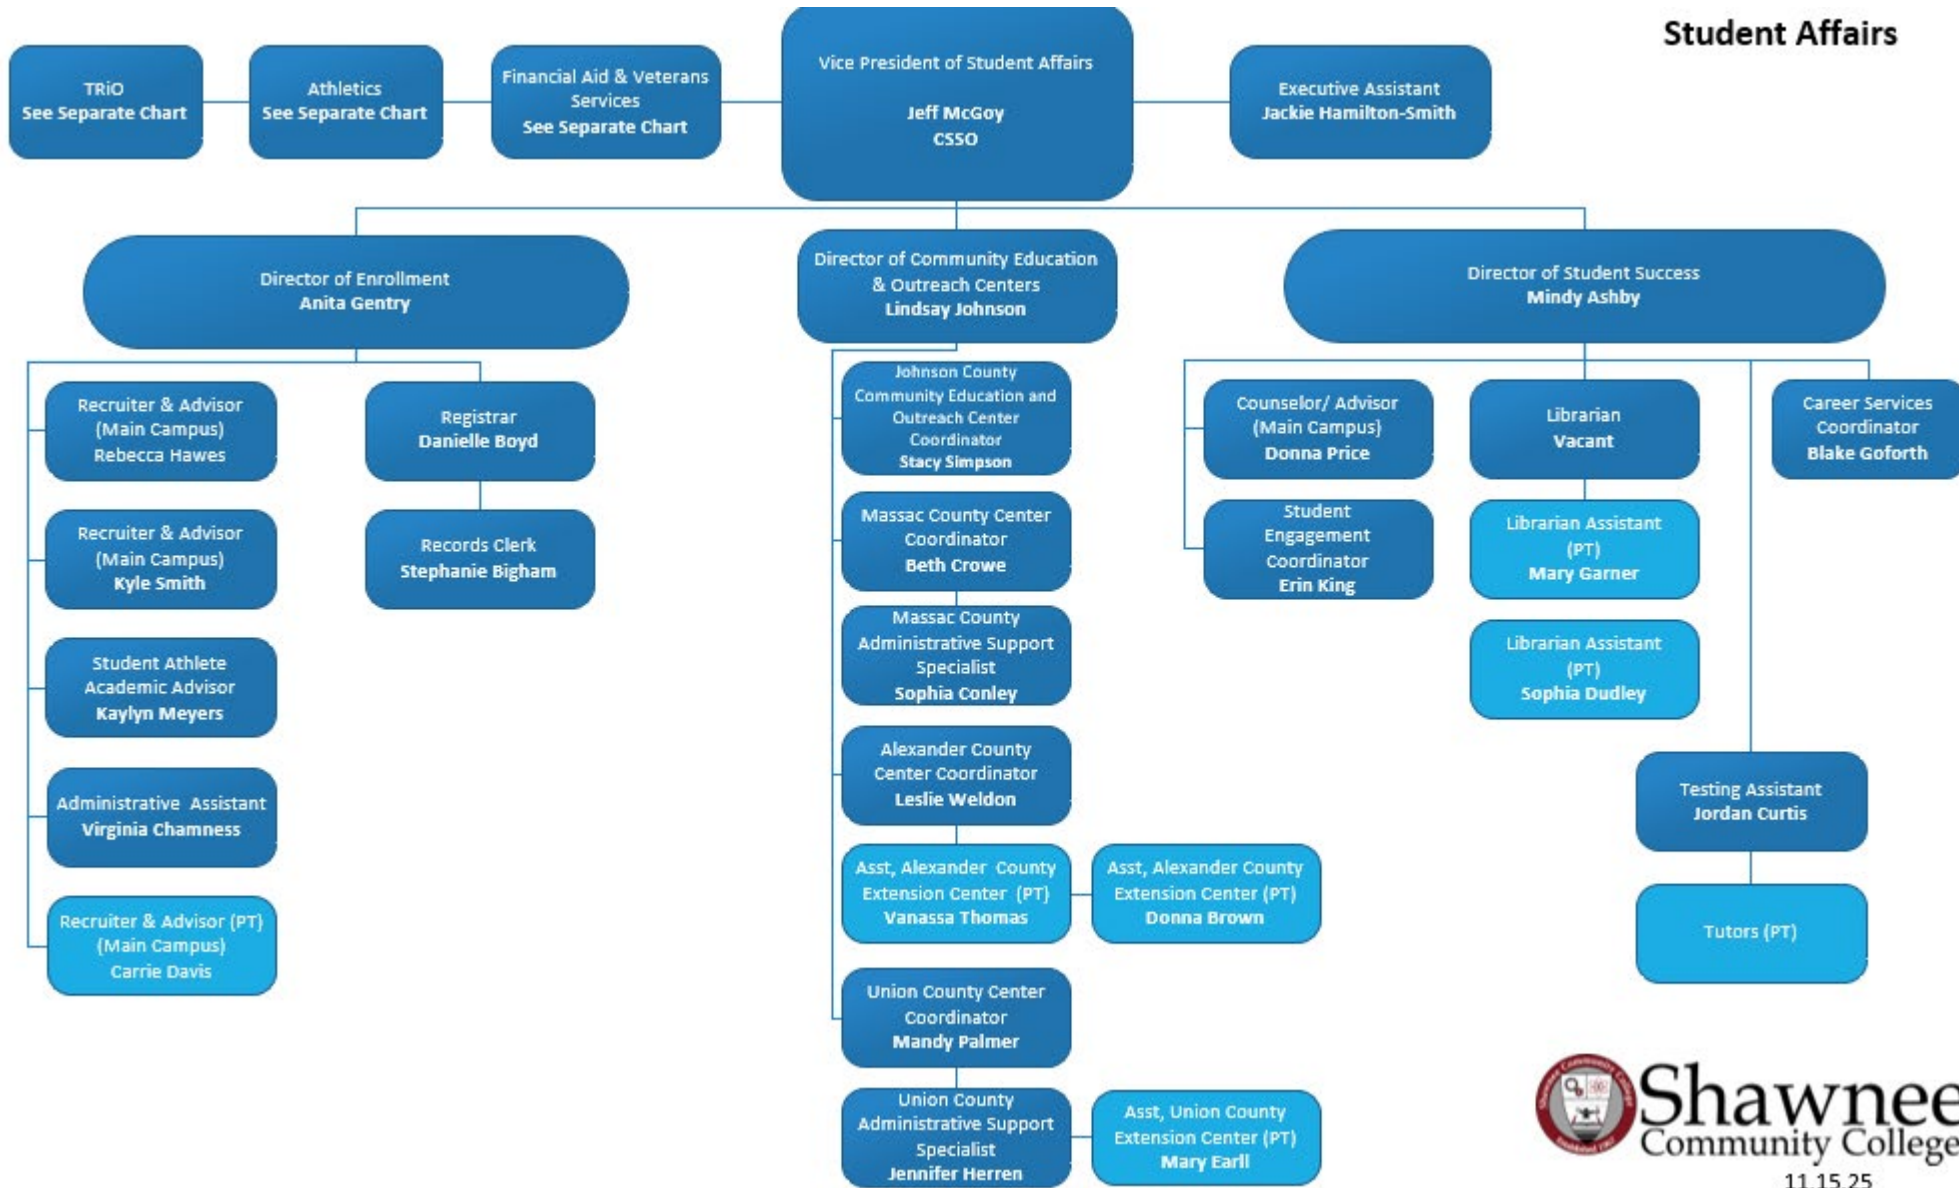 Student Affairs
TRiO
See Separate Chart
Athletics
See Separate Chart
Financial Aid & Veterans
Services
See Separate Chart
Vice President of Student Affairs
Jeff McGoy
CSSO
Executive Assistant
Jackie Hamilton-Smith
Director of Enrollment
Anita Gentry
Director of Community Education
& Outreach Centers
Lindsay Johnson
Director of Student Success
Mindy Ashby
Recruiter & Advisor
(Main Campus)
Rebecca Hawes
Recruiter & Advisor
(Main Campus)
Kyle Smith
Student Athlete
Academic Advisor
Kaylyn Meyers
Administrative Assistant
Virginia Chamness
Recruiter & Advisor (PT)
(Main Campus)
Carrie Davis
Registrar
Danielle Boyd
Records Clerk
Stephanie Bigham
Johnson County
Community Education and
Outreach Center
Coordinator
Stacy Simpson
Massac County Center
Coordinator
Beth Crowe
Massac County
Administrative Support
Specialist
Sophia Conley
Alexander County
Center Coordinator
Leslie Weldon
Asst, Alexander County
Extension Center (PT)
Vanassa Thomas
Asst, Alexander County
Extension Center (PT)
Donna Brown
Union County Center
Coordinator
Mandy Palmer
Union County
Administrative Support
Specialist
Jennifer Herren
Asst, Union County
Extension Center (PT)
Mary Earll
Counselor/ Advisor
(Main Campus)
Donna Price
Student
Engagement
Coordinator
Erin King
Librarian
Vacant
Librarian Assistant
(PT)
Mary Garner
Librarian Assistant
(PT)
Sophia Dudley
Career Services
Coordinator
Blake Goforth
Testing Assistant
Jordan Curtis
Tutors (PT)
Shawnee Community College
Shawnee
Community College
11.15.25